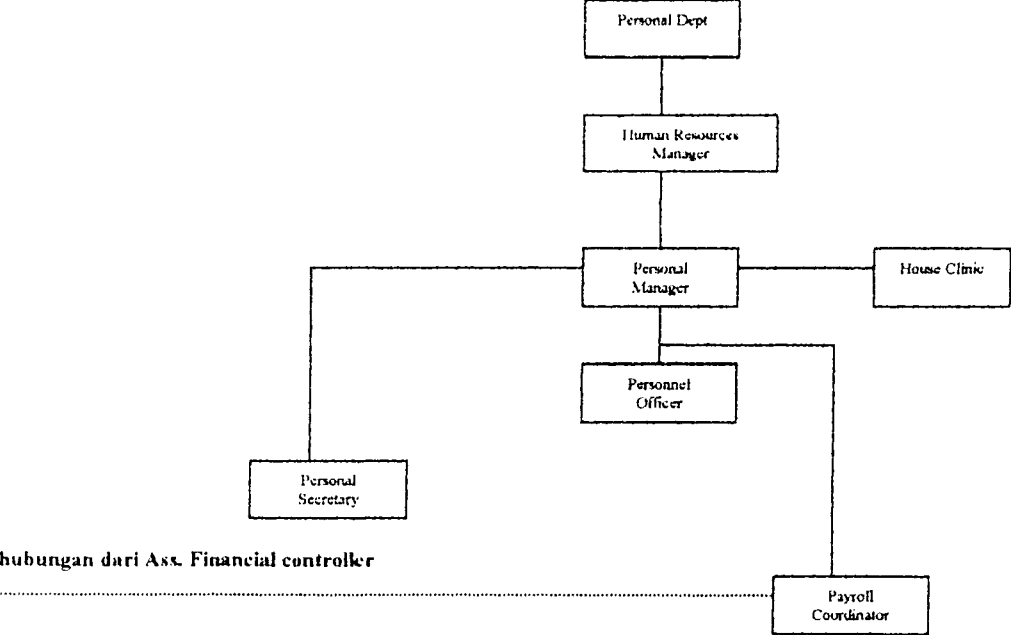 Personal Dept
Human Resources
Manager
Personal
Manager
House Clinic
Personnel
Officer
Personal
Secretary
hubungan dari Ass. Financial controller
Payroll
Coordinator